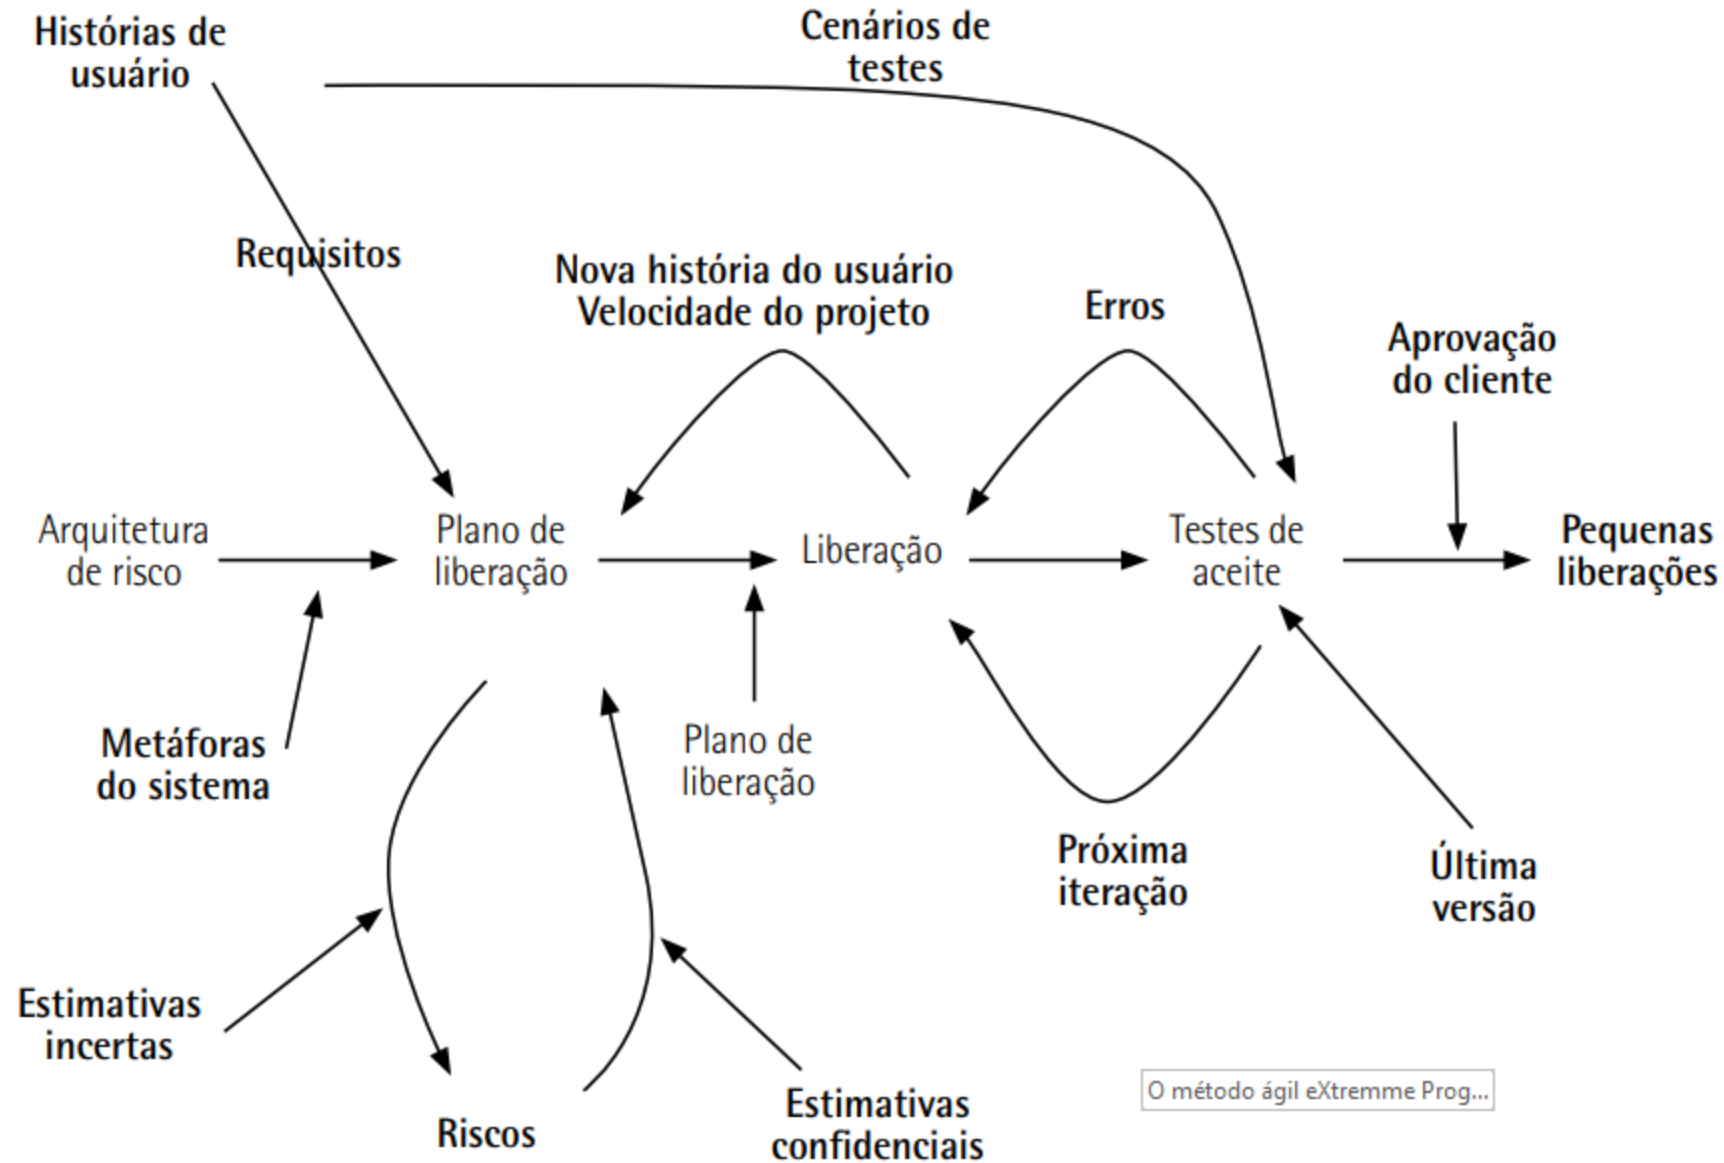 Histórias de
usuário
Cenários de
testes
Requisitos
Nova história do usuário
Velocidade do projeto
Erros
Aprovação
do cliente
Arquitetura
de risco
Plano de
liberação
Liberação
Testes de
aceite
Pequenas
liberações
Metáforas
do sistema
Plano de
liberação
Próxima
iteração
Última
versão
Estimativas
incertas
Riscos
Estimativas
confidenciais
O método ágil eXtremme Prog...